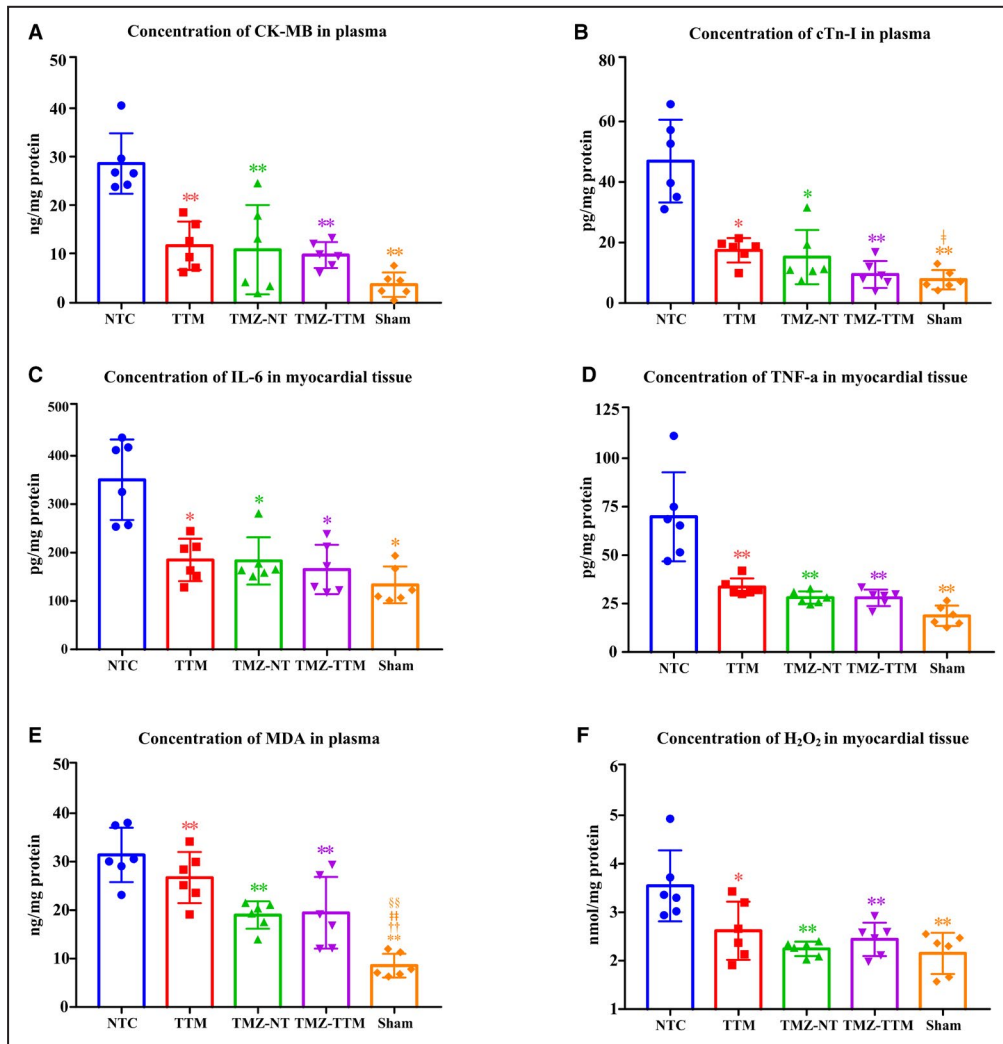 A
Concentration of CK-MB in plasma
ng/mg protein
50
40
30
20
10
0
**
**
**
**
NTC
TTM
TMZ-NT
TMZ-TTM
Sham
B
Concentration of cTn-I in plasma
pg/mg protein
80
60
40
20
0
*
*
**
‡
**
NTC
TTM
TMZ-NT
TMZ-TTM
Sham
C
Concentration of IL-6 in myocardial tissue
pg/mg protein
500
400
300
200
100
0
*
*
*
*
NTC
TTM
TMZ-NT
TMZ-TTM
Sham
D
Concentration of TNF-a in myocardial tissue
pg/mg protein
125
100
75
50
25
0
**
**
**
**
NTC
TTM
TMZ-NT
TMZ-TTM
Sham
E
Concentration of MDA in plasma
ng/mg protein
50
40
30
20
10
0
**
**
**
§§
‡‡
††
**
NTC
TTM
TMZ-NT
TMZ-TTM
Sham
F
Concentration of H₂O₂ in myocardial tissue
nmol/mg protein
6
5
4
3
2
1
*
**
**
**
NTC
TTM
TMZ-NT
TMZ-TTM
Sham